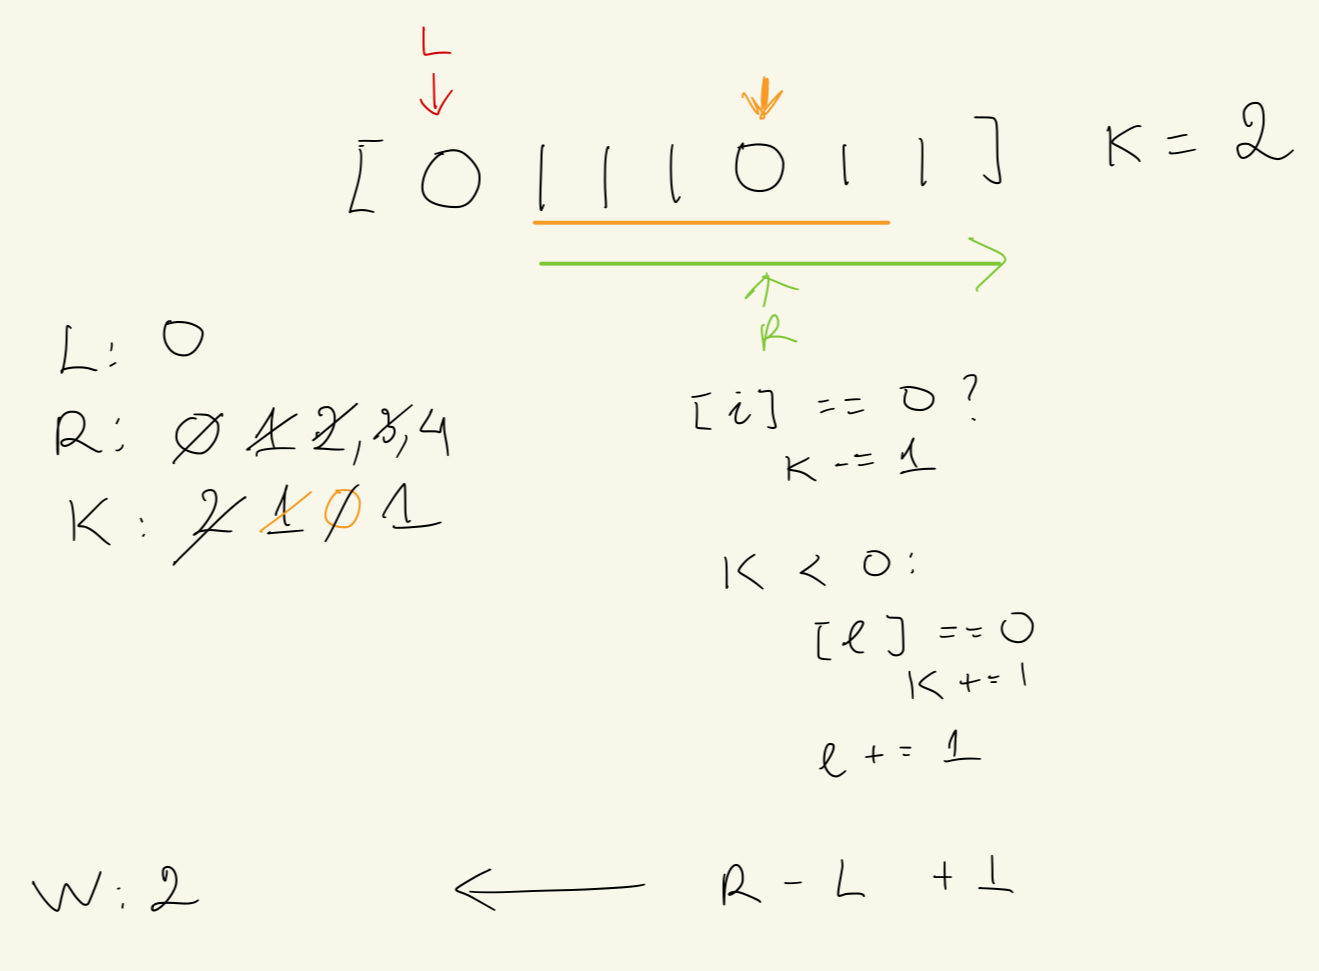 L
[ 0 1 1 1 0 1 1 ] K = 2
R
L: 0
R: 0 1 2, 3, 4
K: 2 1 0 1
[i] == 0 ?
K -= 1
K < 0:
[l] == 0
K += 1
l += 1
W: 2 ← R - L + 1